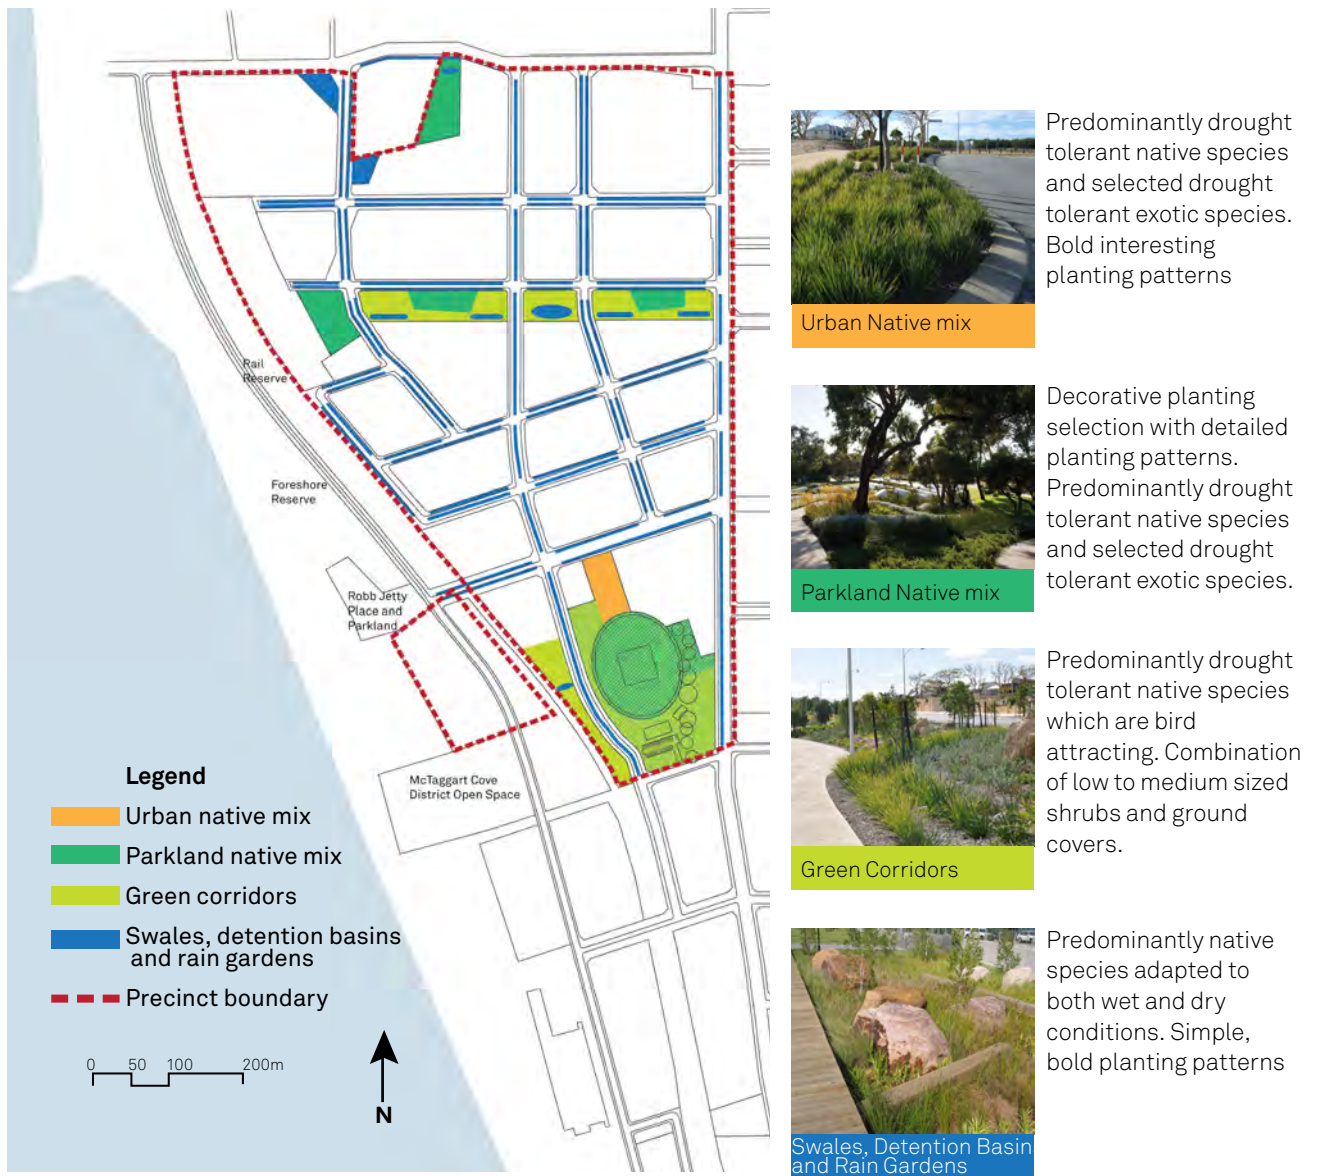 Rail
Reserve
Foreshore
Reserve
Robb Jetty
Place and
Parkland
McTaggart Cove
District Open Space
Legend
Urban native mix
Parkland native mix
Green corridors
Swales, detention basins
and rain gardens
Precinct boundary
0 50 100 200m
N
Predominantly drought
tolerant native species
and selected drought
tolerant exotic species.
Bold interesting
planting patterns
Urban Native mix
Decorative planting
selection with detailed
planting patterns.
Predominantly drought
tolerant native species
and selected drought
tolerant exotic species.
Parkland Native mix
Predominantly drought
tolerant native species
which are bird
attracting. Combination
of low to medium sized
shrubs and ground
covers.
Green Corridors
Predominantly native
species adapted to
both wet and dry
conditions. Simple,
bold planting patterns
Swales, Detention Basin
and Rain Gardens